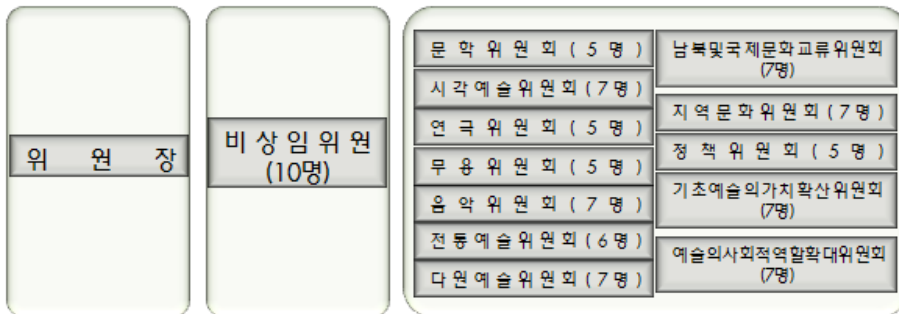 위 원 장
비상임위원
(10명)
문학위원회(5명)
시각예술위원회(7명)
연극위원회(5명)
무용위원회(5명)
음악위원회(7명)
전통예술위원회(6명)
다원예술위원회(7명)
남북및국제문화교류위원회
(7명)
지역문화위원회(7명)
정책위원회(5명)
기초예술의가치확산위원회
(7명)
예술의사회적역할확대위원회
(7명)